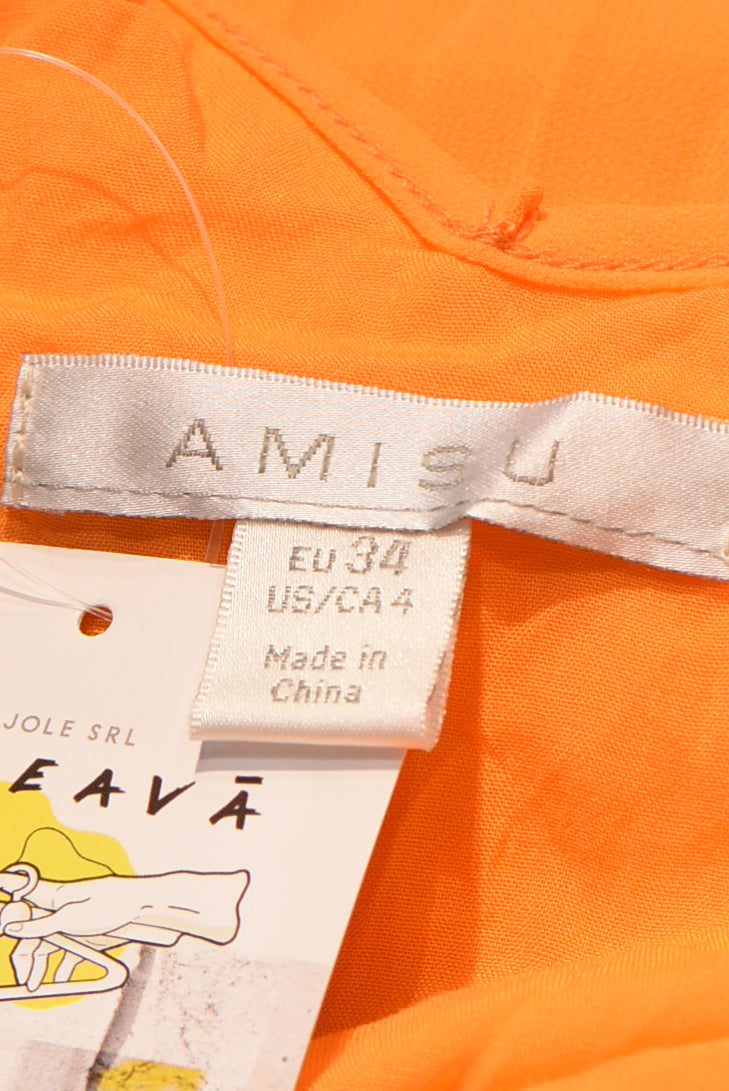 AMISU
EU 34
US/CA 4
Made in
China
JOLE SRL
EAVĀ